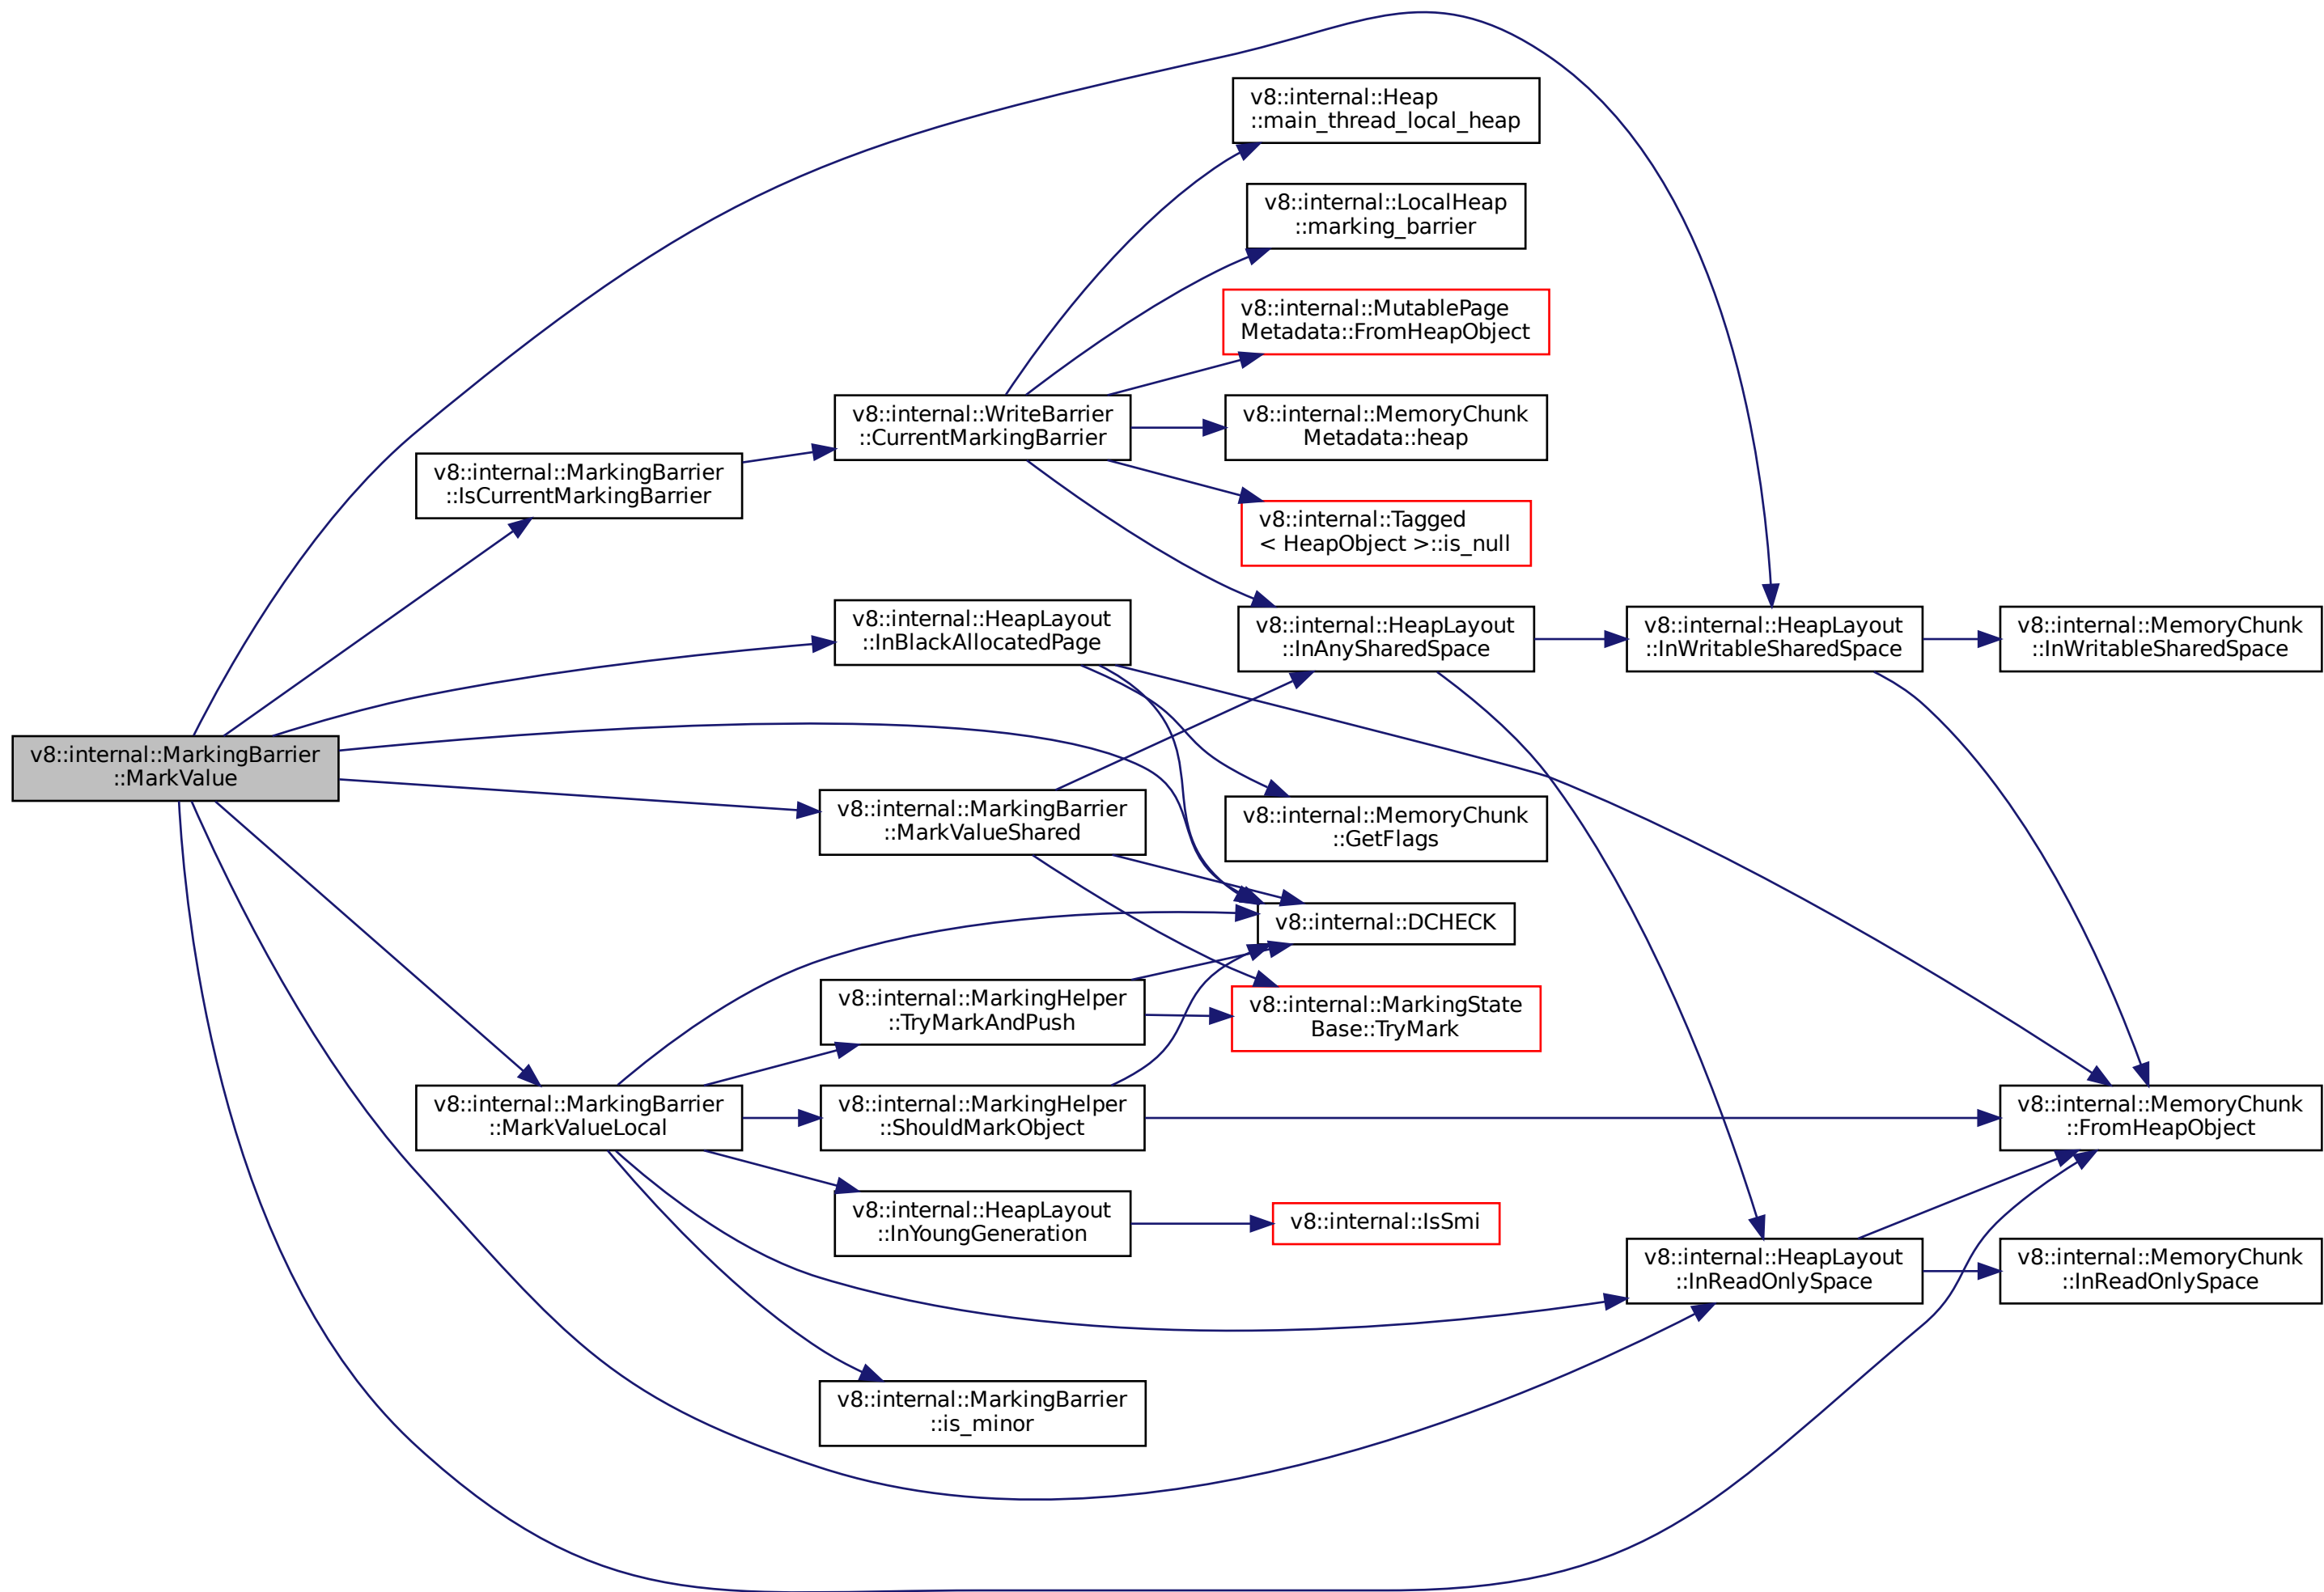 v8::internal::MarkingBarrier
::MarkValue
v8::internal::MarkingBarrier
::IsCurrentMarkingBarrier
v8::internal::WriteBarrier
::CurrentMarkingBarrier
v8::internal::Heap
::main_thread_local_heap
v8::internal::LocalHeap
::marking_barrier
v8::internal::MutablePage
Metadata::FromHeapObject
v8::internal::MemoryChunk
Metadata::heap
v8::internal::Tagged
< HeapObject >::is_null
v8::internal::HeapLayout
::InAnySharedSpace
v8::internal::HeapLayout
::InWritableSharedSpace
v8::internal::MemoryChunk
::InWritableSharedSpace
v8::internal::HeapLayout
::InBlackAllocatedPage
v8::internal::MemoryChunk
::GetFlags
v8::internal::MarkingBarrier
::MarkValueShared
v8::internal::DCHECK
v8::internal::MarkingState
Base::TryMark
v8::internal::MarkingHelper
::TryMarkAndPush
v8::internal::MarkingBarrier
::MarkValueLocal
v8::internal::MarkingHelper
::ShouldMarkObject
v8::internal::MemoryChunk
::FromHeapObject
v8::internal::HeapLayout
::InYoungGeneration
v8::internal::IsSmi
v8::internal::HeapLayout
::InReadOnlySpace
v8::internal::MemoryChunk
::InReadOnlySpace
v8::internal::MarkingBarrier
::is_minor